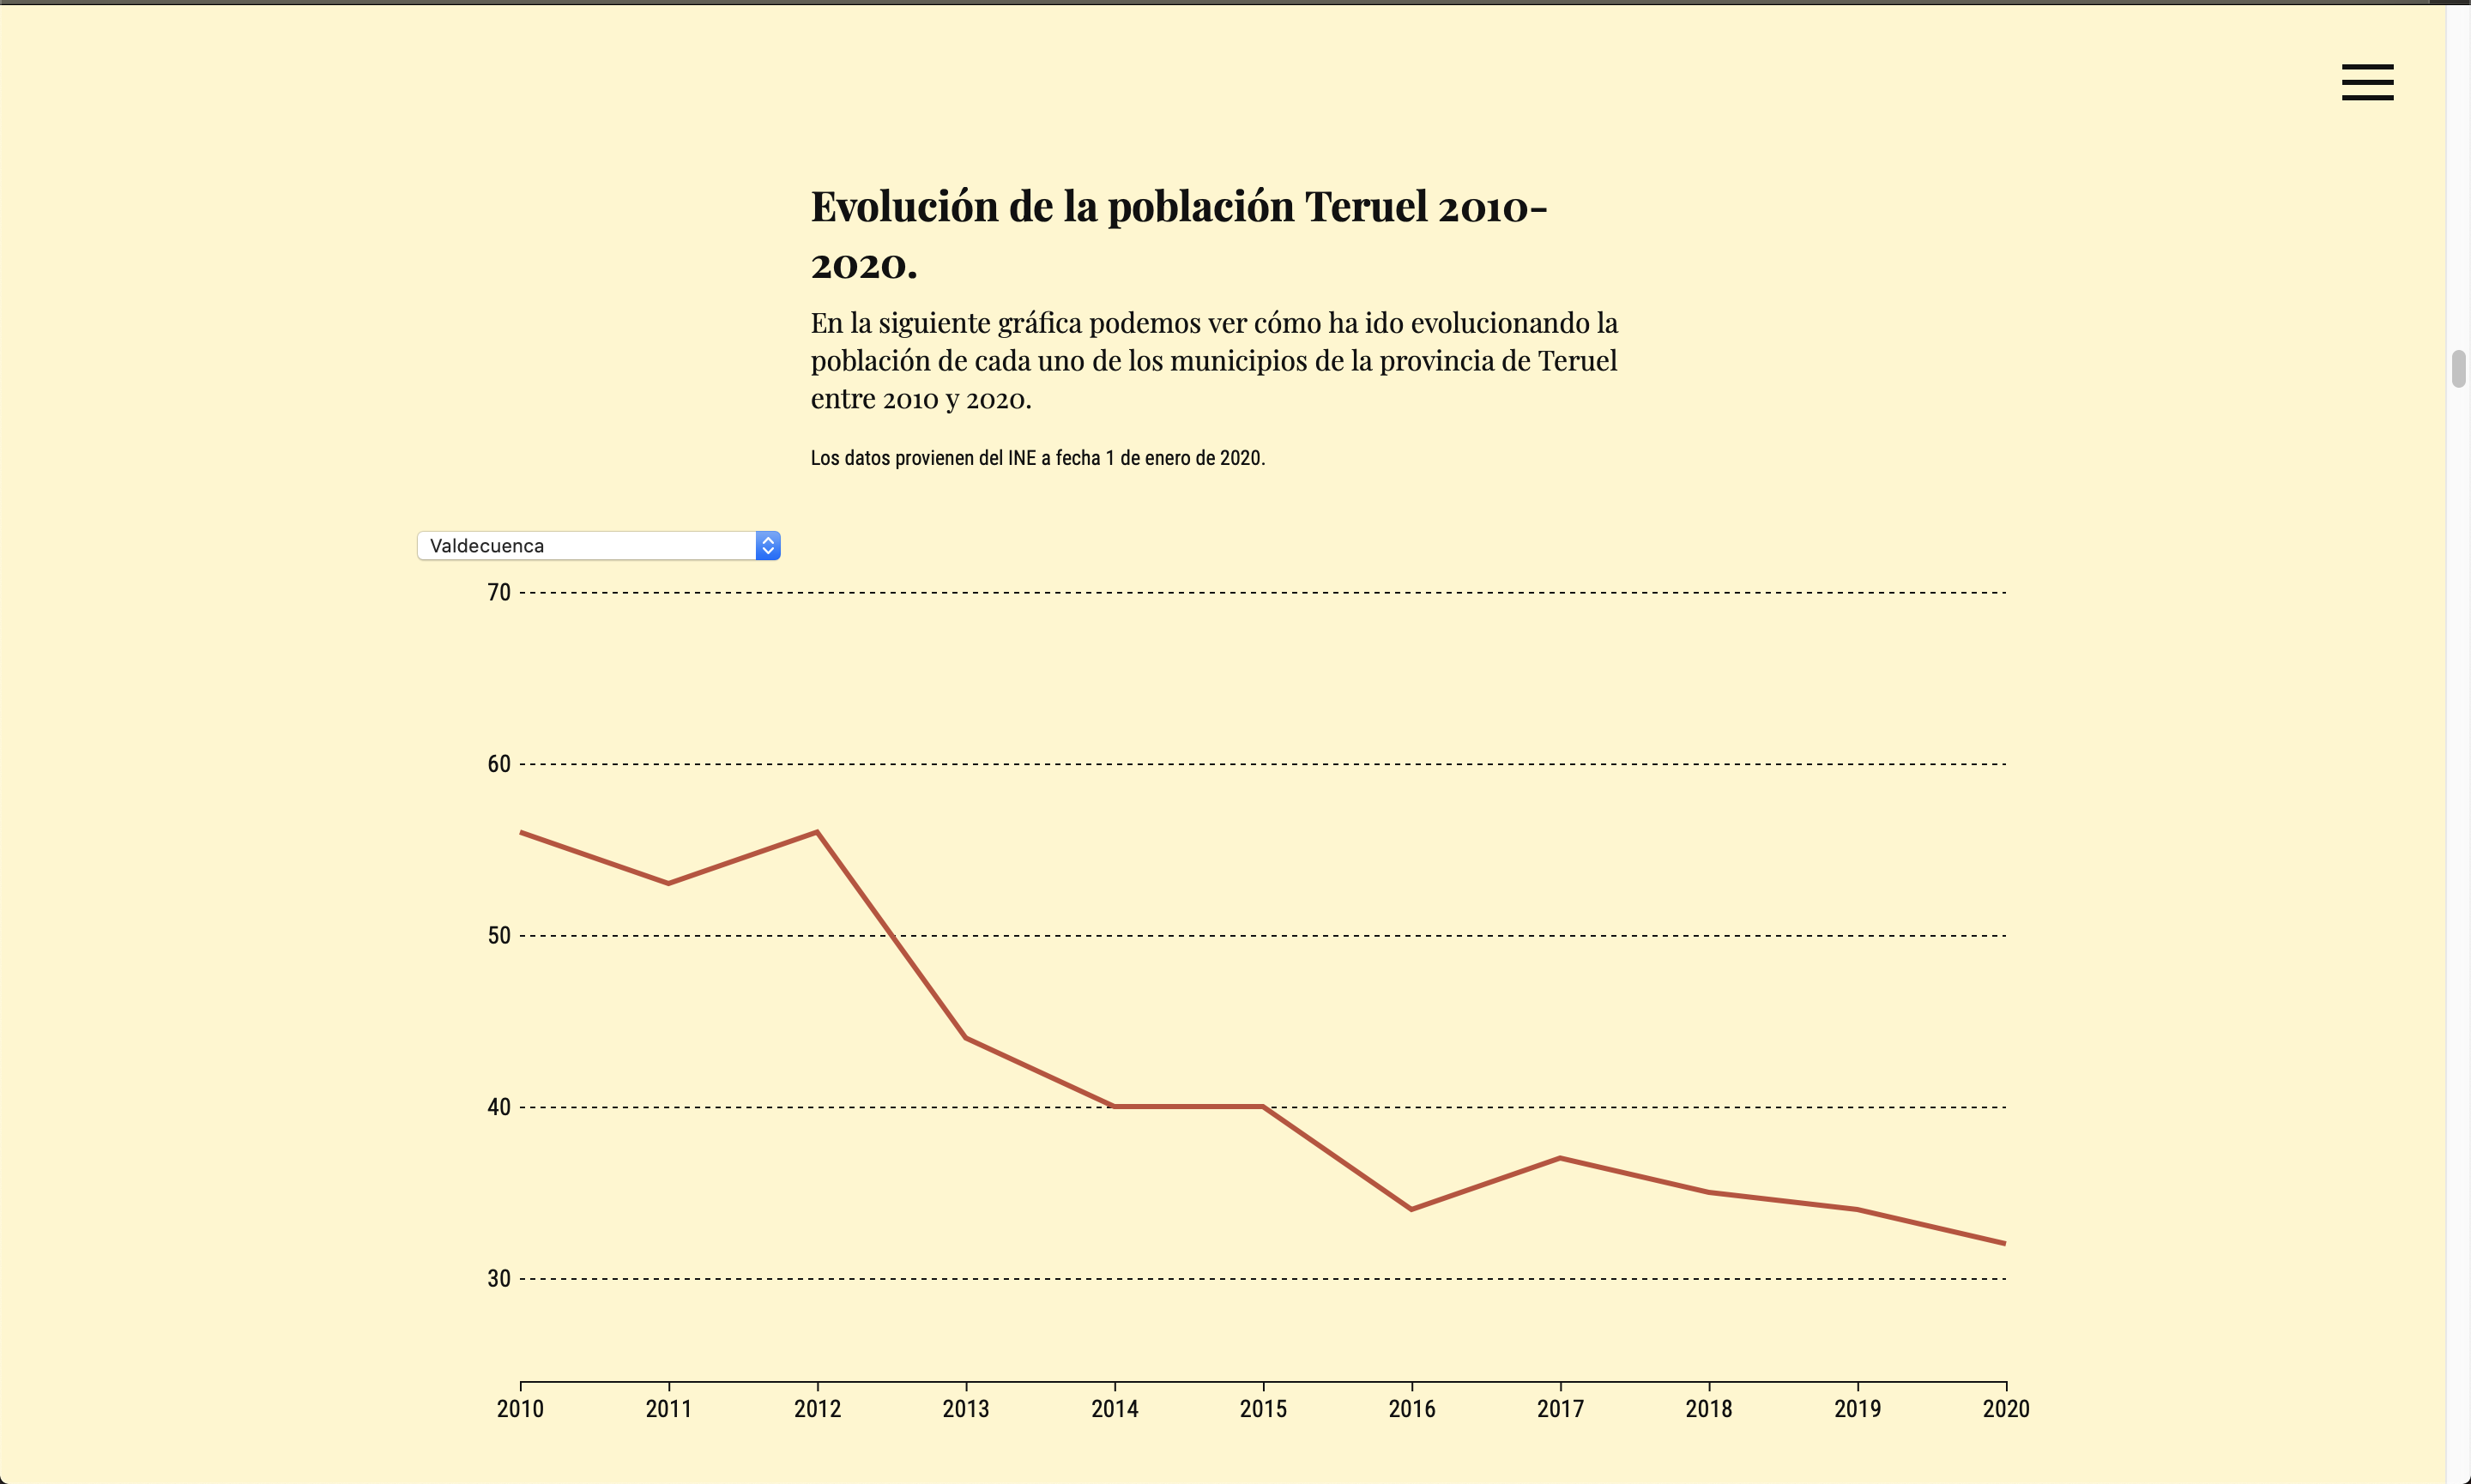 Evolución de la población Teruel 2010-
2020.
En la siguiente gráfica podemos ver cómo ha ido evolucionando la
población de cada uno de los municipios de la provincia de Teruel
entre 2010 y 2020.
Los datos provienen del INE a fecha 1 de enero de 2020.
Valdecuenca
70
60
50
40
30
2010 2011 2012 2013 2014 2015 2016 2017 2018 2019 2020